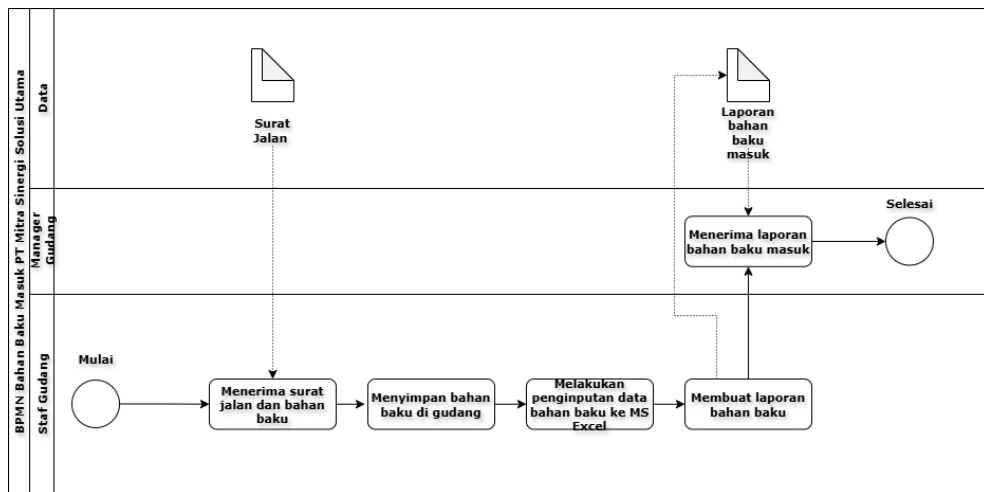 BPMN Bahan Baku Masuk PT Mitra Sinergi Solusi Utama
Data
Surat
Jalan
Laporan
bahan
baku
masuk
Manager
Gudang
Menerima laporan
bahan baku masuk
Selesai
Staf Gudang
Mulai
Menerima surat
jalan dan bahan
baku
Menyimpan bahan
baku di gudang
Melakukan
penginputan data
bahan baku ke MS
Excel
Membuat laporan
bahan baku